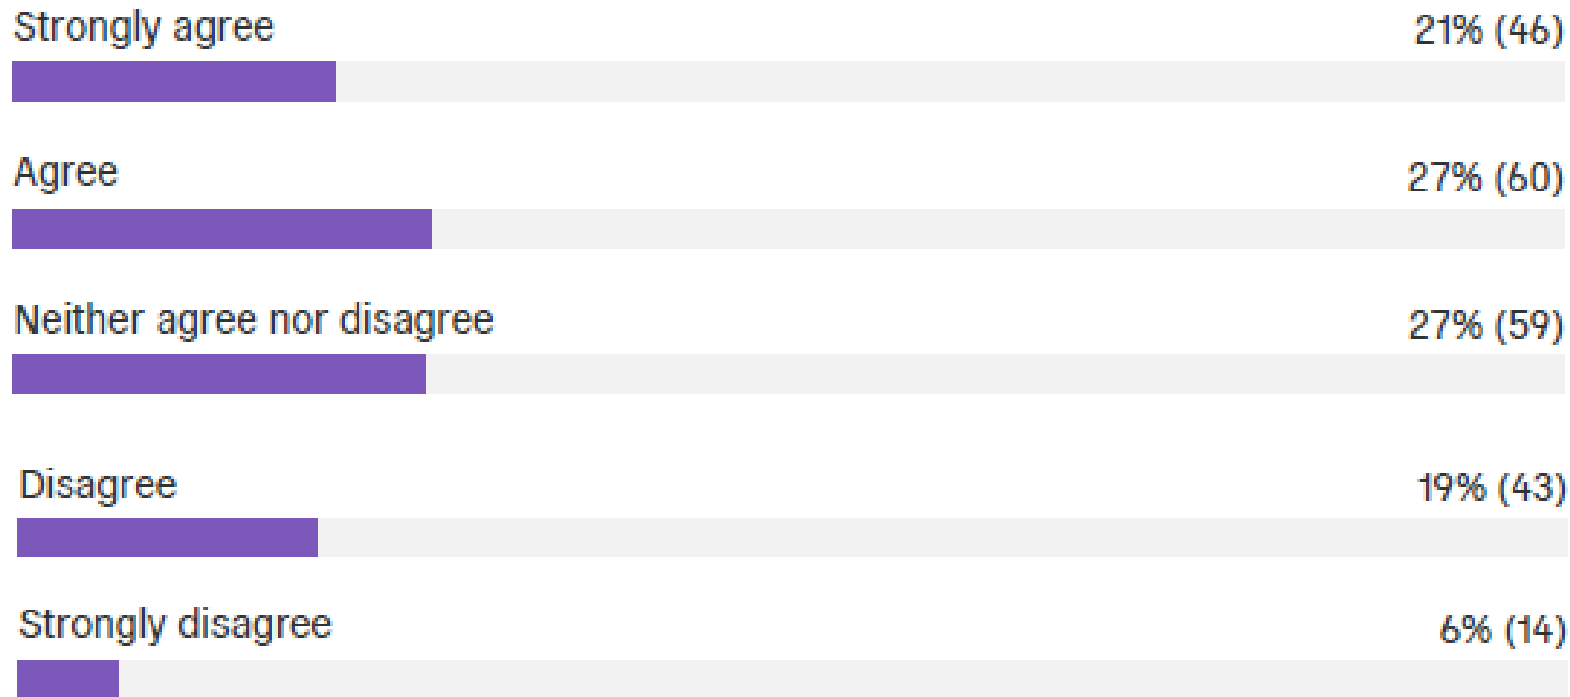 Strongly agree 21% (46)
Agree 27% (60)
Neither agree nor disagree 27% (59)
Disagree 19% (43)
Strongly disagree 6% (14)